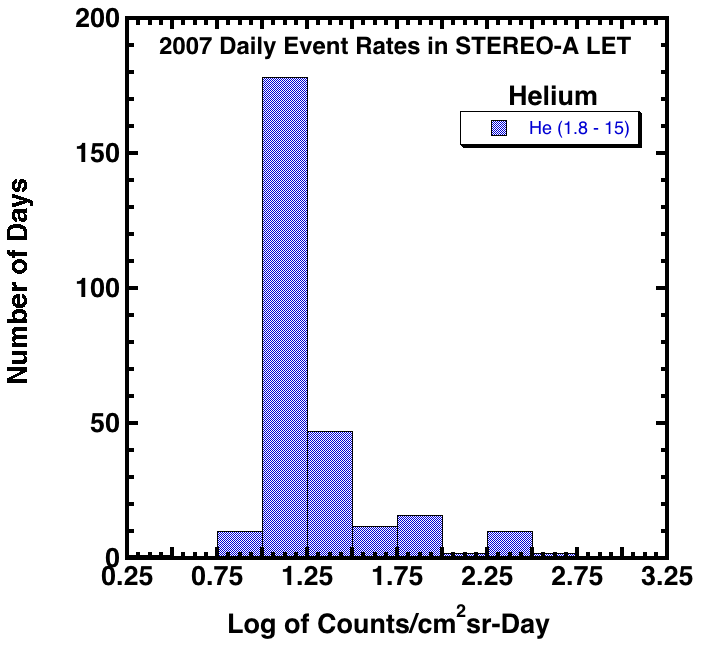 200
2007 Daily Event Rates in STEREO-A LET
Helium
He (1.8 - 15)
150
100
50
0
Number of Days
0.25 0.75 1.25 1.75 2.25 2.75 3.25
Log of Counts/cm²sr-Day